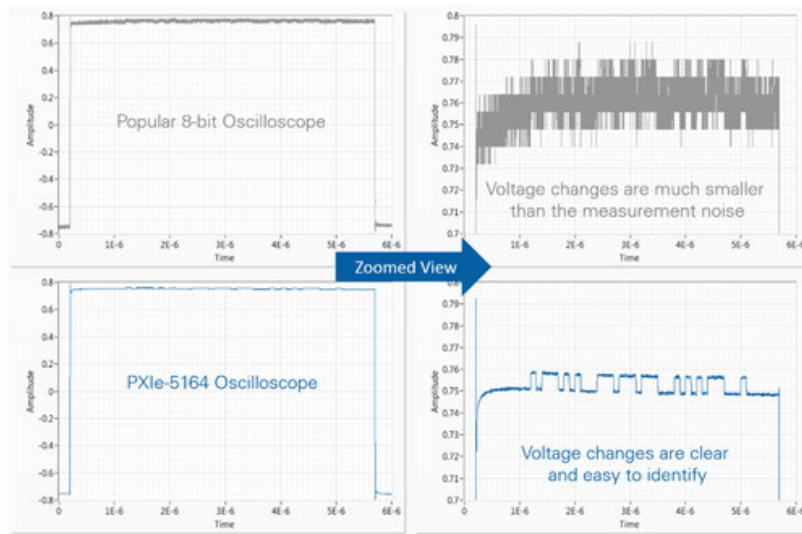 0.8
0.6
0.4
0.2
0
-0.2
-0.4
-0.6
-0.8
Amplitude
Popular 8-bit Oscilloscope
0
1E-6
2E-6
3E-6
4E-6
5E-6
6E-6
Time
0.8
0.79
0.78
0.77
0.76
0.75
0.74
0.73
0.72
0.71
0.7
Amplitude
Voltage changes are much smaller
than the measurement noise
1E-6
2E-6
3E-6
4E-6
5E-6
6E-6
Time
Zoomed View
0.8
0.6
0.4
0.2
0
-0.2
-0.4
-0.6
-0.8
Amplitude
PXIe-5164 Oscilloscope
0
1E-6
2E-6
3E-6
4E-6
5E-6
6E-6
Time
0.8
0.79
0.78
0.77
0.76
0.75
0.74
0.73
0.72
0.71
0.7
Amplitude
Voltage changes are clear
and easy to identify
0
1E-6
2E-6
3E-6
4E-6
5E-6
6E-6
Time